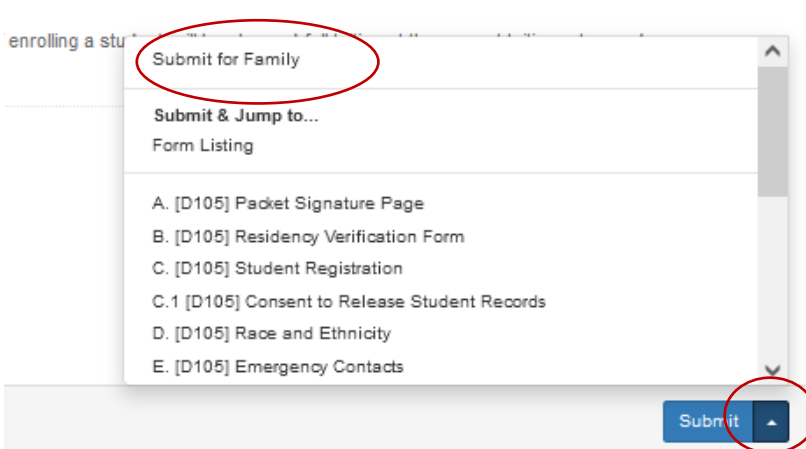 enrolling a
Submit for Family
Submit & Jump to...
Form Listing
A. [D105] Packet Signature Page
B. [D105] Residency Verification Form
C. [D105] Student Registration
C.1 [D105] Consent to Release Student Records
D. [D105] Race and Ethnicity
E. [D105] Emergency Contacts
Submit